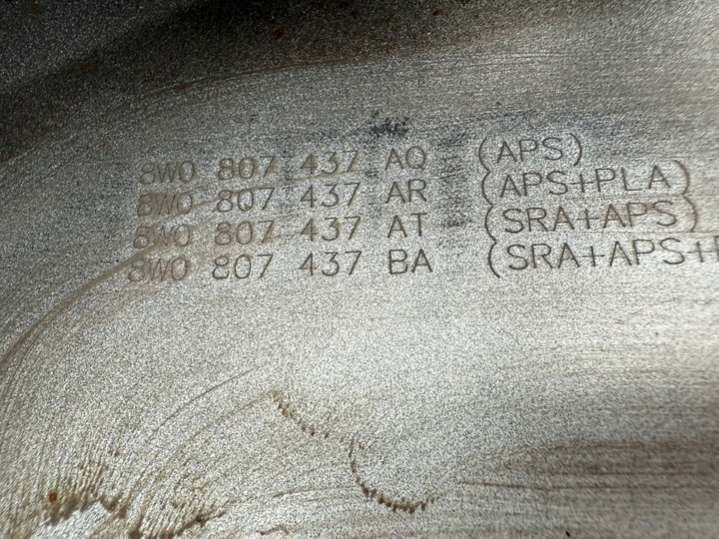 8W0 807 437 AQ (APS)
8W0 807 437 AR (APS+PLA)
8W0 807 437 AT (SRA+APS)
8W0 807 437 BA (SRA+APS+